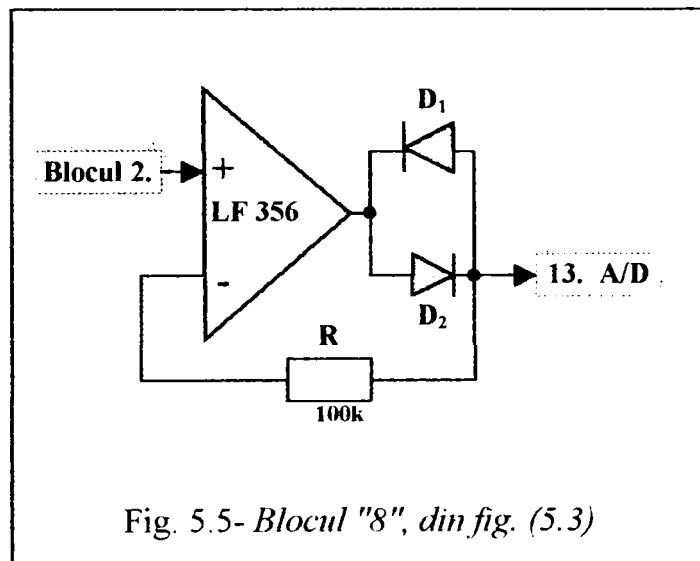 D₁
Blocul 2.
+
LF 356
13. A/D
-
D₂
R
100k
Fig. 5.5- Blocul "8", din fig. (5.3)